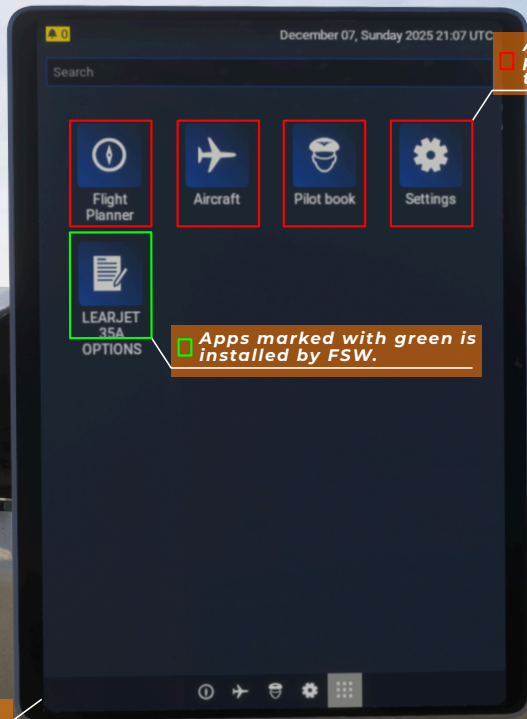 0
December 07, Sunday 2025 21:07 UTC
Search
Flight
Planner
Aircraft
Pilot book
Settings
LEARJET
35A
OPTIONS
Apps marked with green is
installed by FSW.